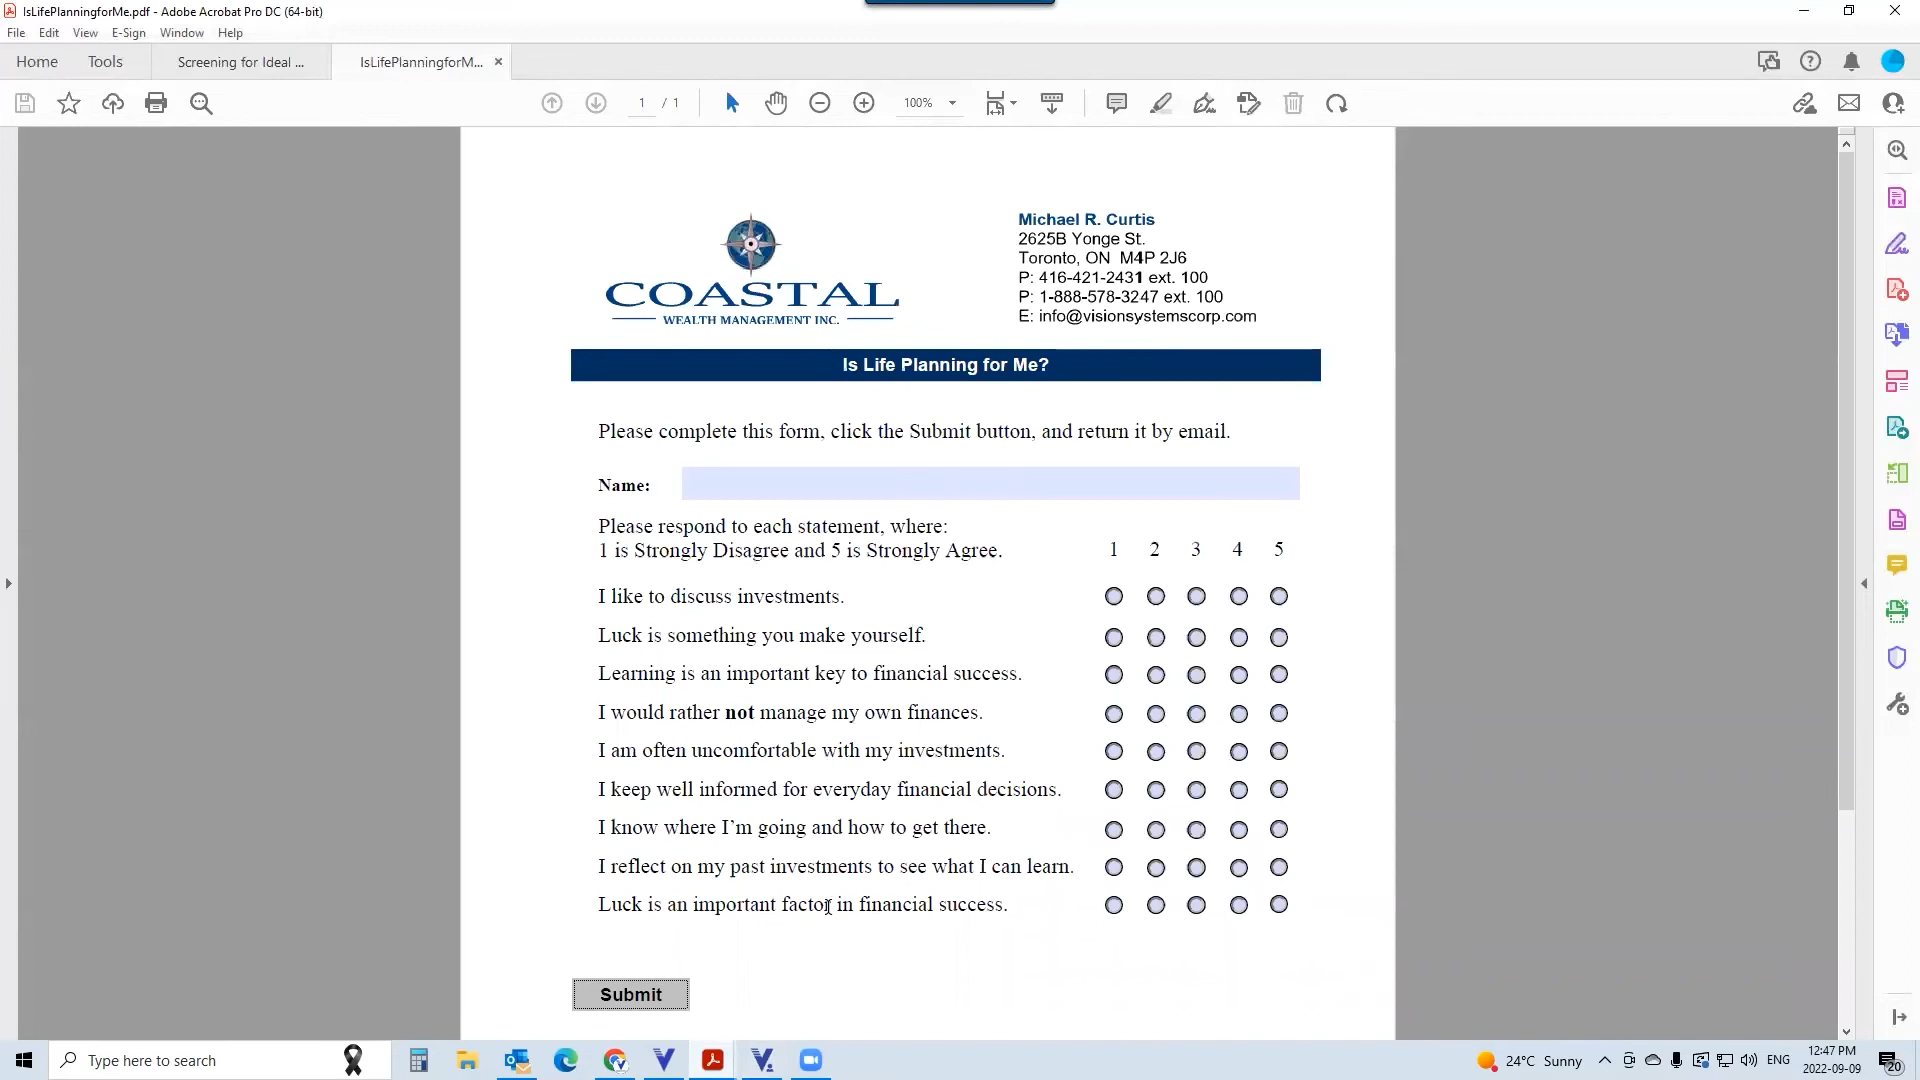 IsLifePlanningforMe.pdf - Adobe Acrobat Pro DC (64-bit)
File Edit View E-Sign Window Help
Home Tools Screening for Ideal ... IsLifePlanningforM...
1 / 1 100%
COASTAL
WEALTH MANAGEMENT INC.
Michael R. Curtis
2625B Yonge St.
Toronto, ON M4P 2J6
P: 416-421-2431 ext. 100
P: 1-888-578-3247 ext. 100
E: info@visionsystemscorp.com
Is Life Planning for Me?
Please complete this form, click the Submit button, and return it by email.
Name:
Please respond to each statement, where:
1 is Strongly Disagree and 5 is Strongly Agree. 1 2 3 4 5
I like to discuss investments.
Luck is something you make yourself.
Learning is an important key to financial success.
I would rather not manage my own finances.
I am often uncomfortable with my investments.
I keep well informed for everyday financial decisions.
I know where I'm going and how to get there.
I reflect on my past investments to see what I can learn.
Luck is an important factor in financial success.
Submit
Type here to search
24°C Sunny ENG 12:47 PM
2022-09-09
20